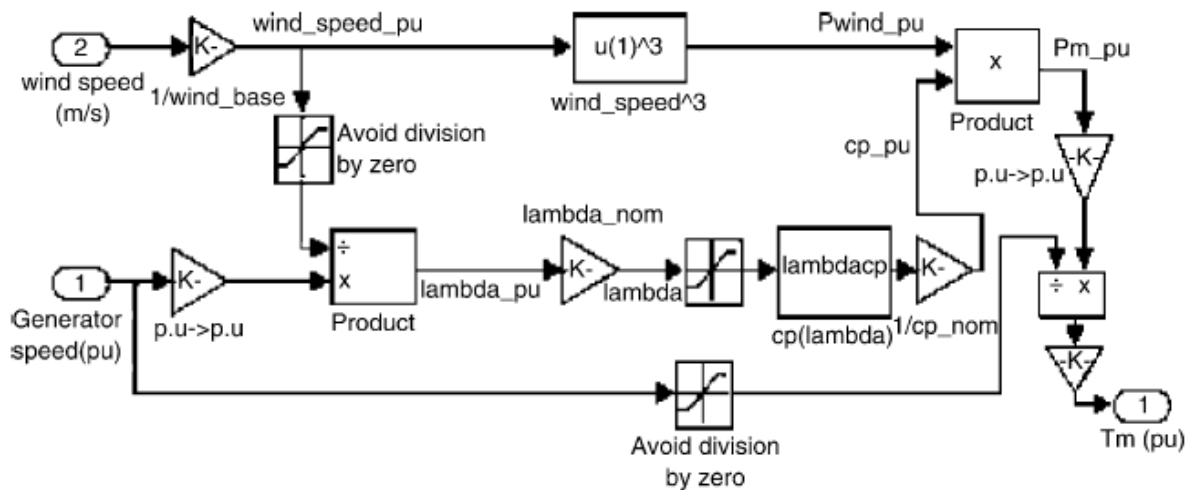 wind_speed_pu
Pwind_pu
2
K-
u(1)^3
x
Pm_pu
wind speed
(m/s)
1/wind_base
wind_speed^3
Product
Avoid division
by zero
cp_pu
-K-
p.u->p.u
lambda_nom
÷
x
K-
lambdacp
K-
1
K-
lambda_pu
lambda
÷ x
Generator
speed(pu)
p.u->p.u
Product
cp(lambda)
1/cp_nom
-K-
1
Tm (pu)
Avoid division
by zero